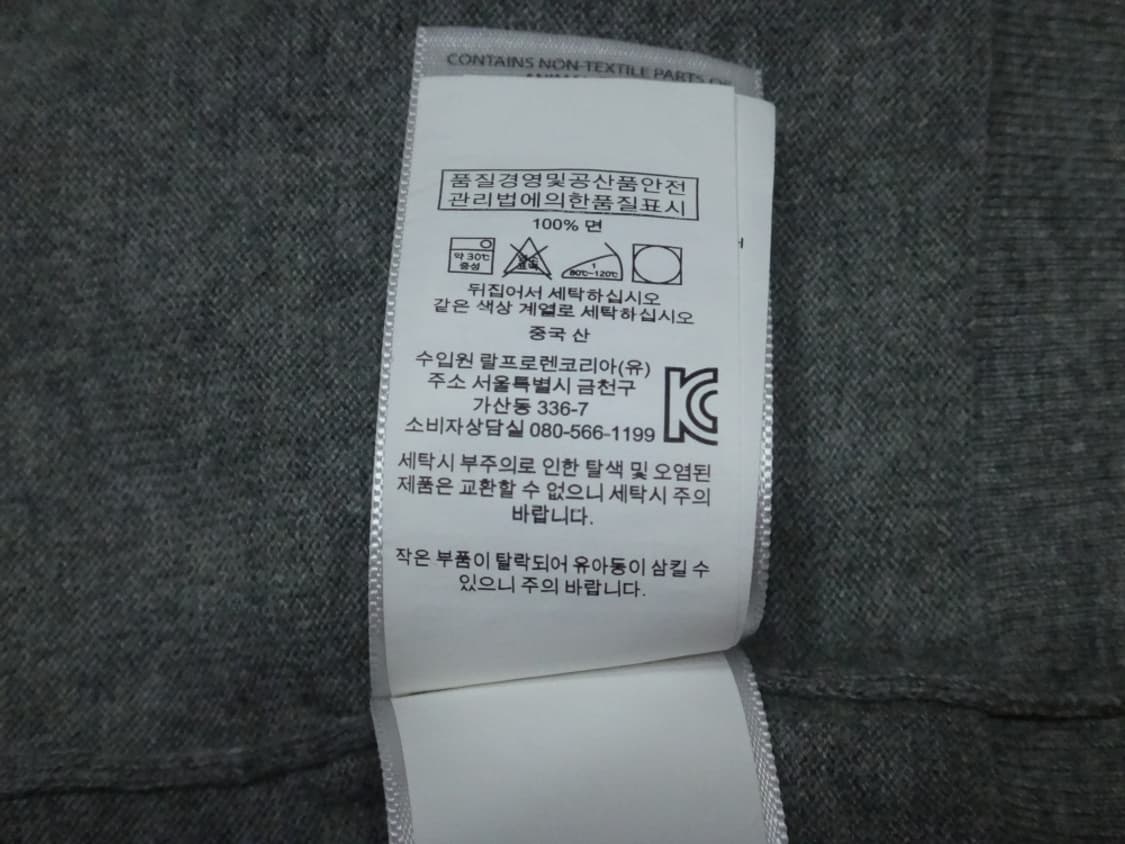 CONTAINS NON-TEXTILE PARTS OF
품질경영및공산품안전
관리법에의한품질표시
100% 면
약 30℃
중성
1
80℃~120℃
뒤집어서 세탁하십시오
같은 색상 계열로 세탁하십시오
중국 산
수입원 랄프로렌코리아(유)
주소 서울특별시 금천구
가산동 336-7
소비자상담실 080-566-1199
세탁시 부주의로 인한 탈색 및 오염된
제품은 교환할 수 없으니 세탁시 주의
바랍니다.
작은 부품이 탈락되어 유아동이 삼킬 수
있으니 주의 바랍니다.